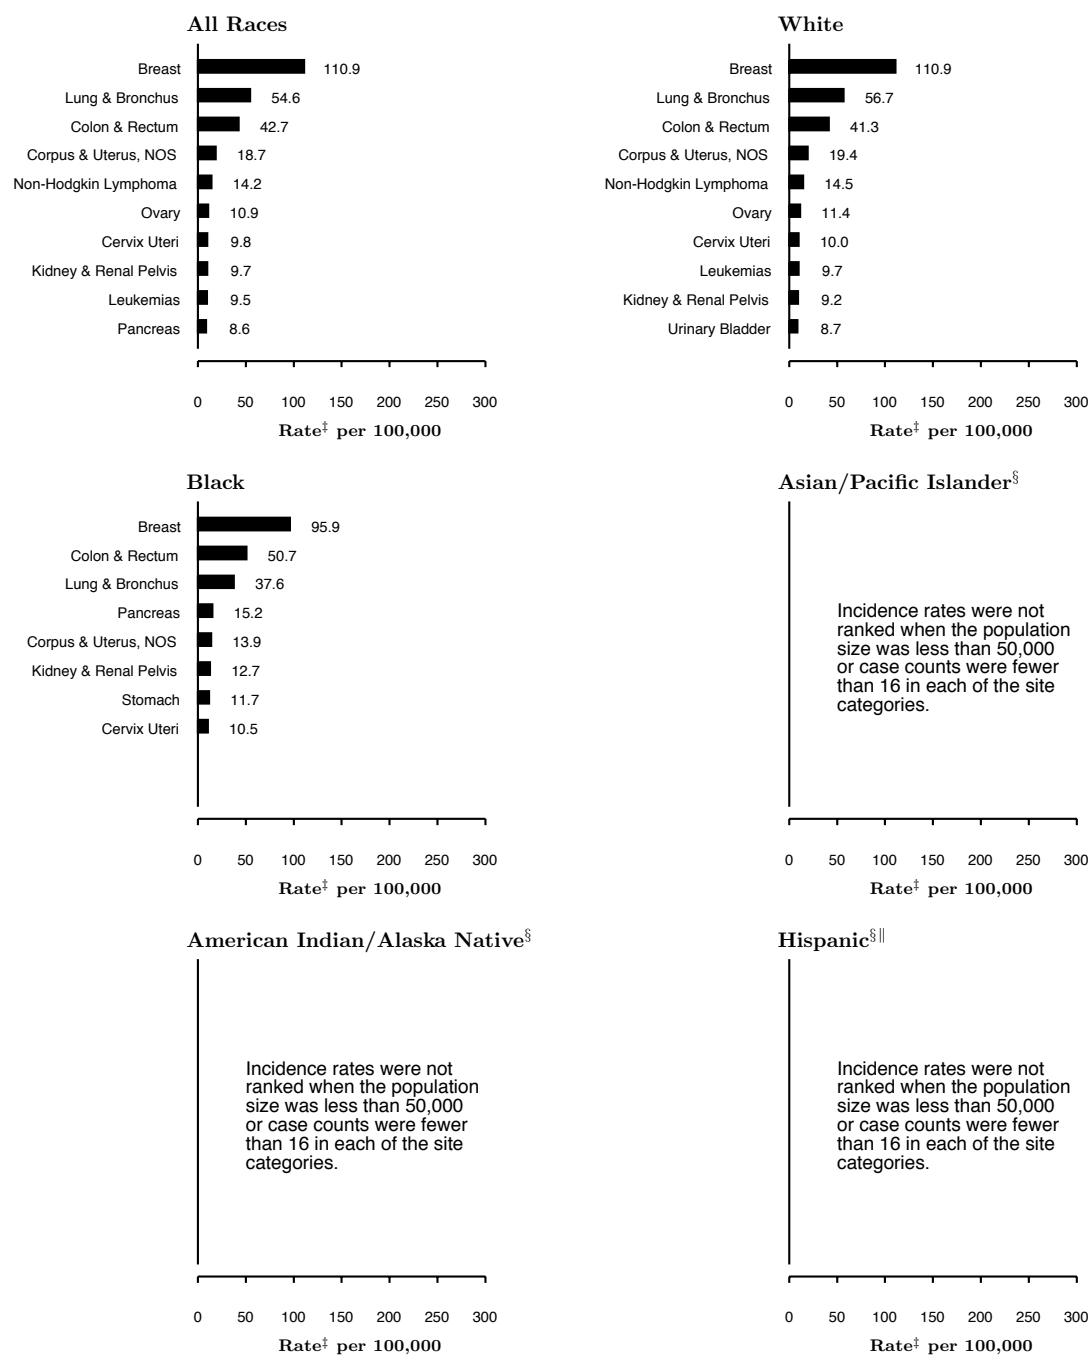 All Races
Breast 110.9
Lung & Bronchus 54.6
Colon & Rectum 42.7
Corpus & Uterus, NOS 18.7
Non-Hodgkin Lymphoma 14.2
Ovary 10.9
Cervix Uteri 9.8
Kidney & Renal Pelvis 9.7
Leukemias 9.5
Pancreas 8.6
0 50 100 150 200 250 300
Rate‡ per 100,000
White
Breast 110.9
Lung & Bronchus 56.7
Colon & Rectum 41.3
Corpus & Uterus, NOS 19.4
Non-Hodgkin Lymphoma 14.5
Ovary 11.4
Cervix Uteri 10.0
Leukemias 9.7
Kidney & Renal Pelvis 9.2
Urinary Bladder 8.7
0 50 100 150 200 250 300
Rate‡ per 100,000
Black
Breast 95.9
Colon & Rectum 50.7
Lung & Bronchus 37.6
Pancreas 15.2
Corpus & Uterus, NOS 13.9
Kidney & Renal Pelvis 12.7
Stomach 11.7
Cervix Uteri 10.5
0 50 100 150 200 250 300
Rate‡ per 100,000
Asian/Pacific Islander§
Incidence rates were not
ranked when the population
size was less than 50,000
or case counts were fewer
than 16 in each of the site
categories.
0 50 100 150 200 250 300
Rate‡ per 100,000
American Indian/Alaska Native§
Incidence rates were not
ranked when the population
size was less than 50,000
or case counts were fewer
than 16 in each of the site
categories.
0 50 100 150 200 250 300
Rate‡ per 100,000
Hispanic§‖
Incidence rates were not
ranked when the population
size was less than 50,000
or case counts were fewer
than 16 in each of the site
categories.
0 50 100 150 200 250 300
Rate‡ per 100,000